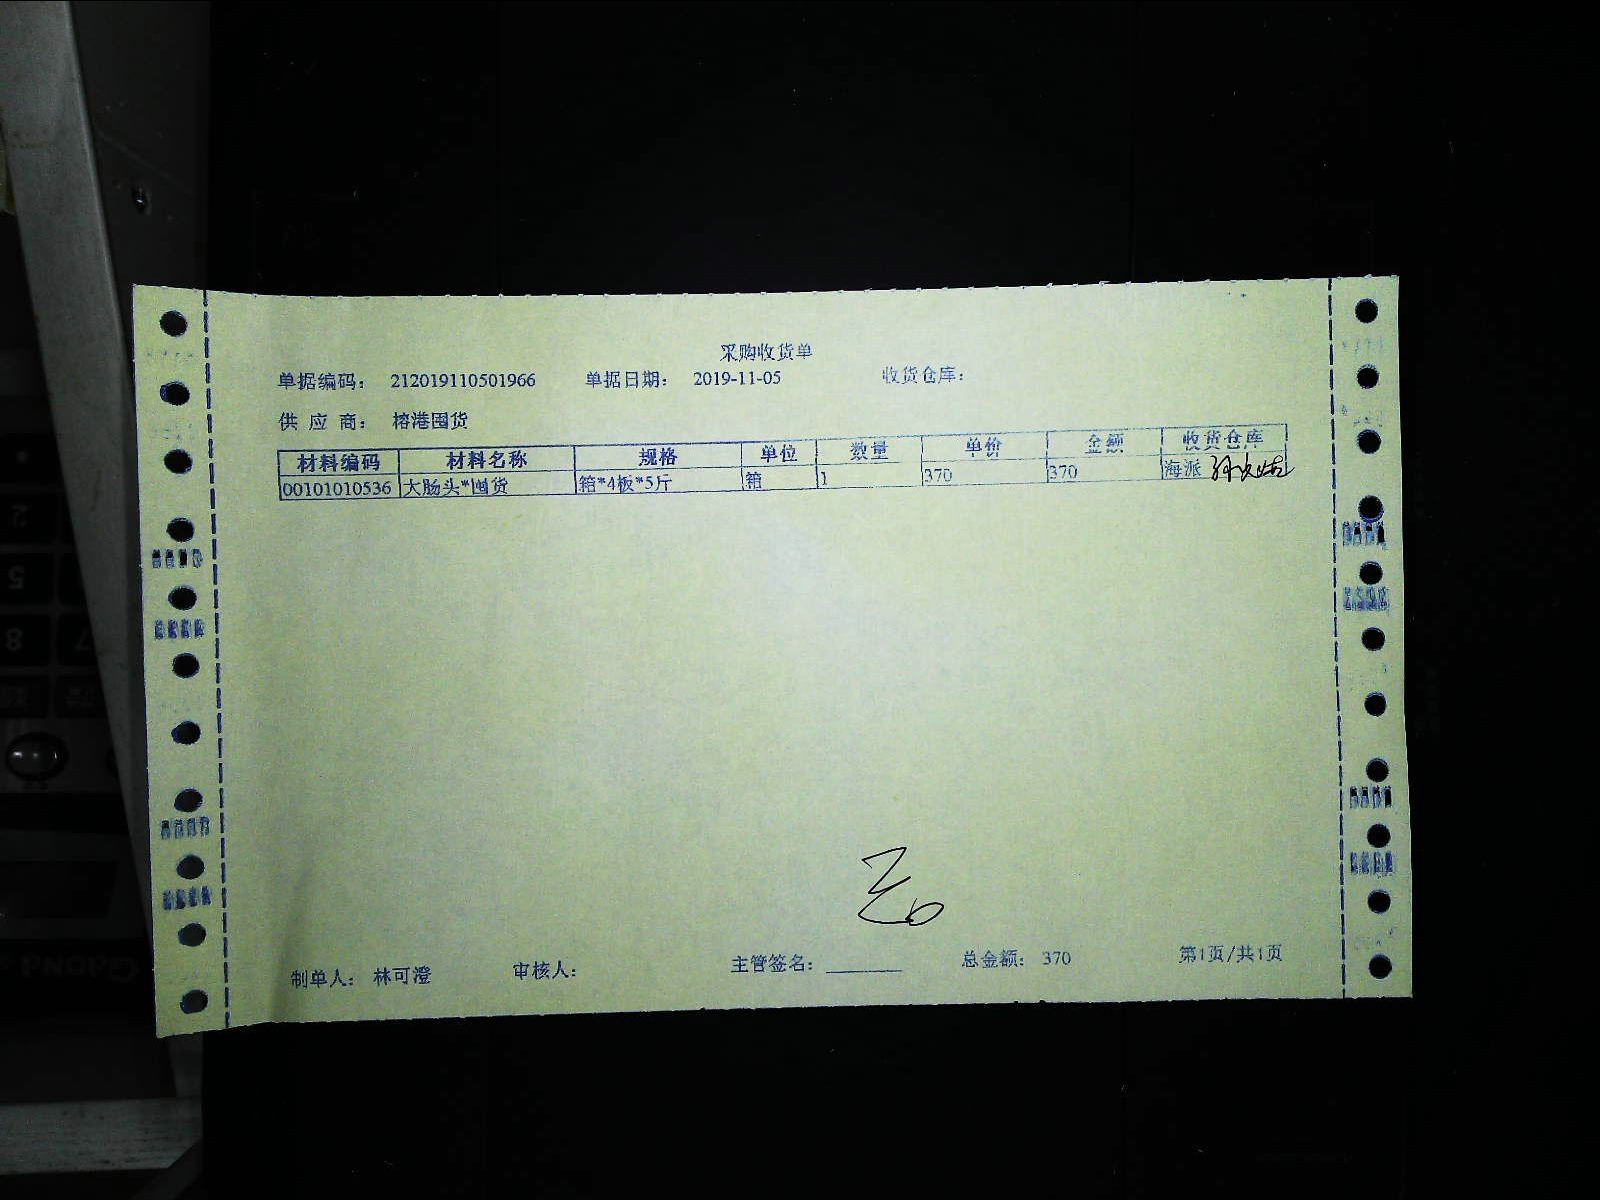 采购收货单
单据编码： 212019110501966 单据日期： 2019-11-05 收货仓库：
供 应 商： 榕港囤货
材料编码 材料名称 规格 单位 数量 单价 金额 收货仓库
00101010536 大肠头*囤货 箱*4板*5斤 箱 1 370 370 海派
制单人： 林可澄 审核人： 主管签名： 总金额： 370 第1页/共1页